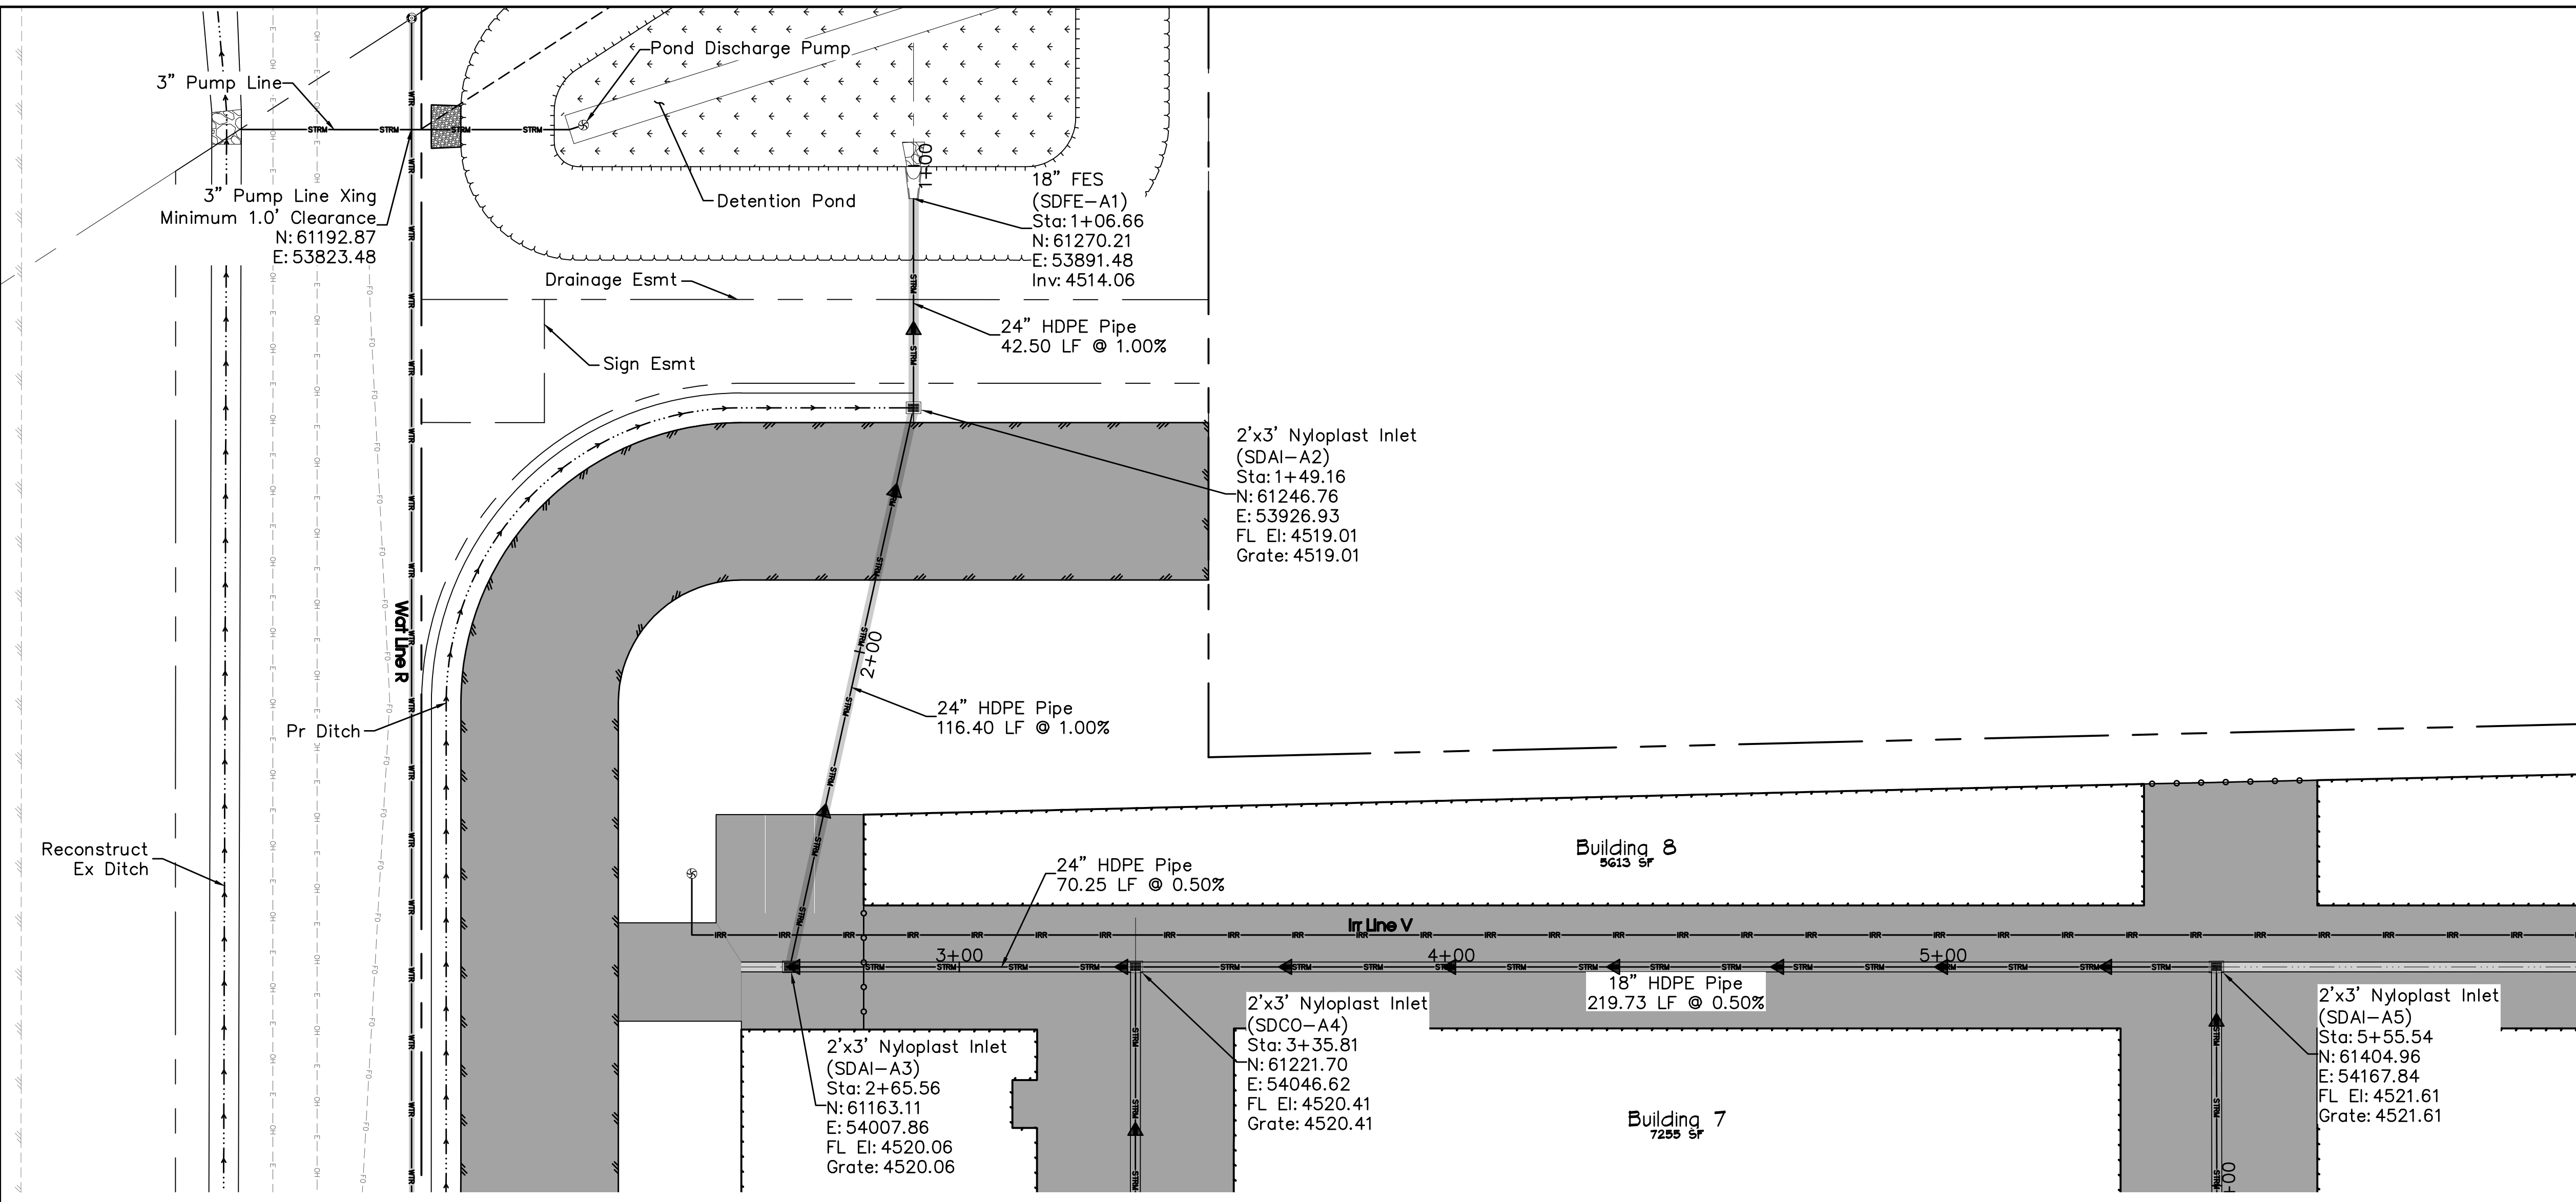 3” Pump Line
Pond Discharge Pump
3” Pump Line Xing
Minimum 1.0’ Clearance
N: 61192.87
E: 53823.48
Detention Pond
1+00
18” FES
(SDFE-A1)
Sta: 1+06.66
N: 61270.21
E: 53891.48
Inv: 4514.06
Drainage Esmt
24” HDPE Pipe
42.50 LF @ 1.00%
Sign Esmt
2’x3’ Nyloplast Inlet
(SDAI-A2)
Sta: 1+49.16
N: 61246.76
E: 53926.93
FL El: 4519.01
Grate: 4519.01
Wat Line R
2+00
24” HDPE Pipe
116.40 LF @ 1.00%
Pr Ditch
Reconstruct
Ex Ditch
Building 8
5613 SF
24” HDPE Pipe
70.25 LF @ 0.50%
Irr Line V
3+00
4+00
5+00
18” HDPE Pipe
219.73 LF @ 0.50%
2’x3’ Nyloplast Inlet
(SDAI-A3)
Sta: 2+65.56
N: 61163.11
E: 54007.86
FL El: 4520.06
Grate: 4520.06
2’x3’ Nyloplast Inlet
(SDCO-A4)
Sta: 3+35.81
N: 61221.70
E: 54046.62
FL El: 4520.41
Grate: 4520.41
Building 7
7255 SF
2’x3’ Nyloplast Inlet
(SDAI-A5)
Sta: 5+55.54
N: 61404.96
E: 54167.84
FL El: 4521.61
Grate: 4521.61
STRM
WTR
IRR
OH
E
FO